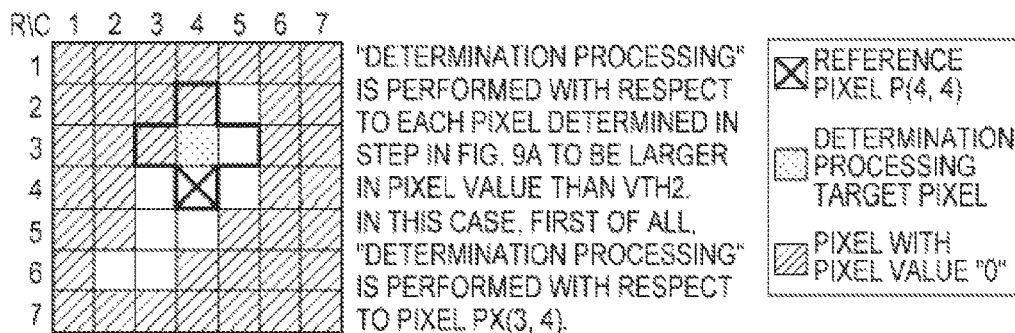 R\C 1 2 3 4 5 6 7
1
2
3
4
5
6
7
"DETERMINATION PROCESSING"
IS PERFORMED WITH RESPECT
TO EACH PIXEL DETERMINED IN
STEP IN FIG. 9A TO BE LARGER
IN PIXEL VALUE THAN VTH2.
IN THIS CASE, FIRST OF ALL,
"DETERMINATION PROCESSING"
IS PERFORMED WITH RESPECT
TO PIXEL PX(3, 4).
REFERENCE
PIXEL P(4, 4)
DETERMINATION
PROCESSING
TARGET PIXEL
PIXEL WITH
PIXEL VALUE "0"